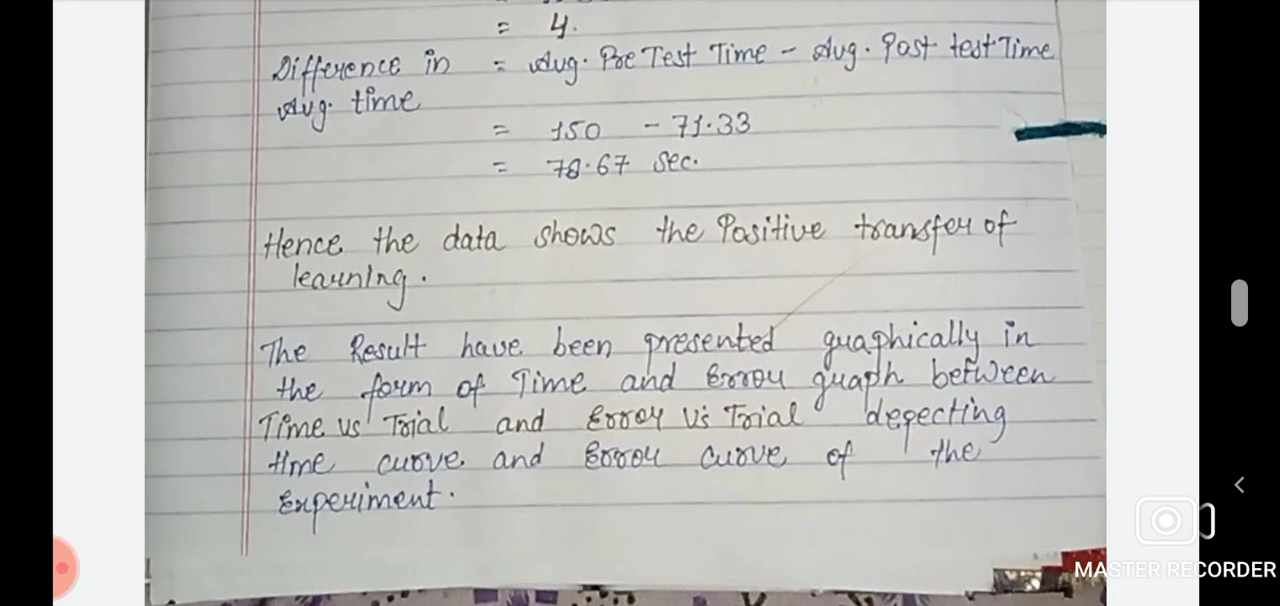 = 4.
Difference in = Avg. Pre Test Time - Avg. Post test Time
Avg. time
= 150 - 71.33
= 78.67 sec.
Hence the data shows the Positive transfer of
learning.
The Result have been presented graphically in
the form of Time and Error graph between
Time vs Trial and Error Vs Trial depecting
time curve and Error curve of the
Experiment.
MASTER RECORDER